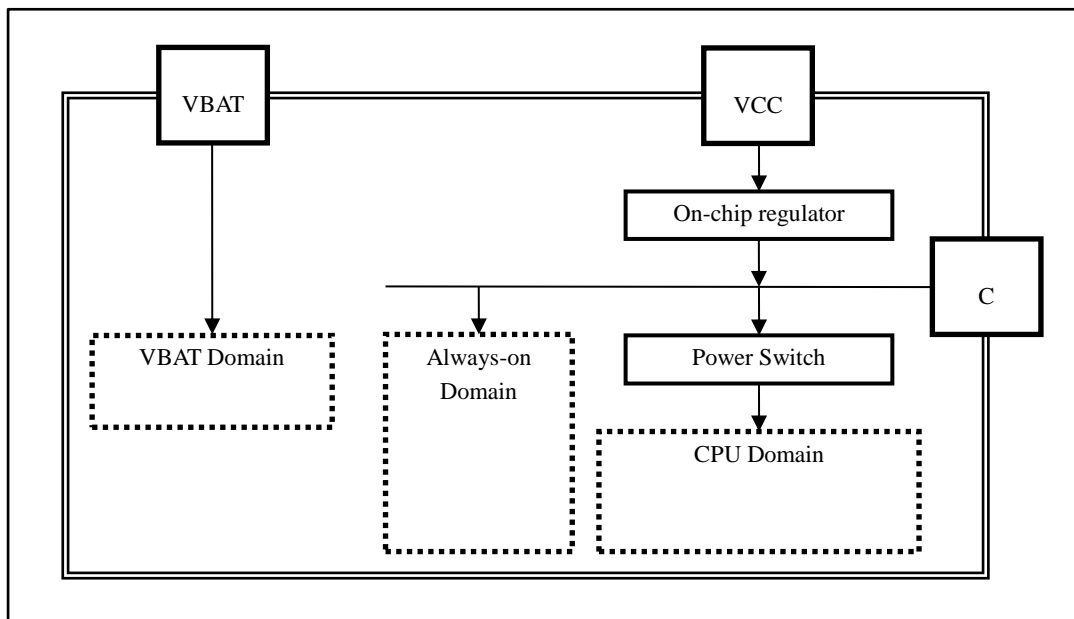 VBAT
VCC
On-chip regulator
C
VBAT Domain
Always-on
Domain
Power Switch
CPU Domain